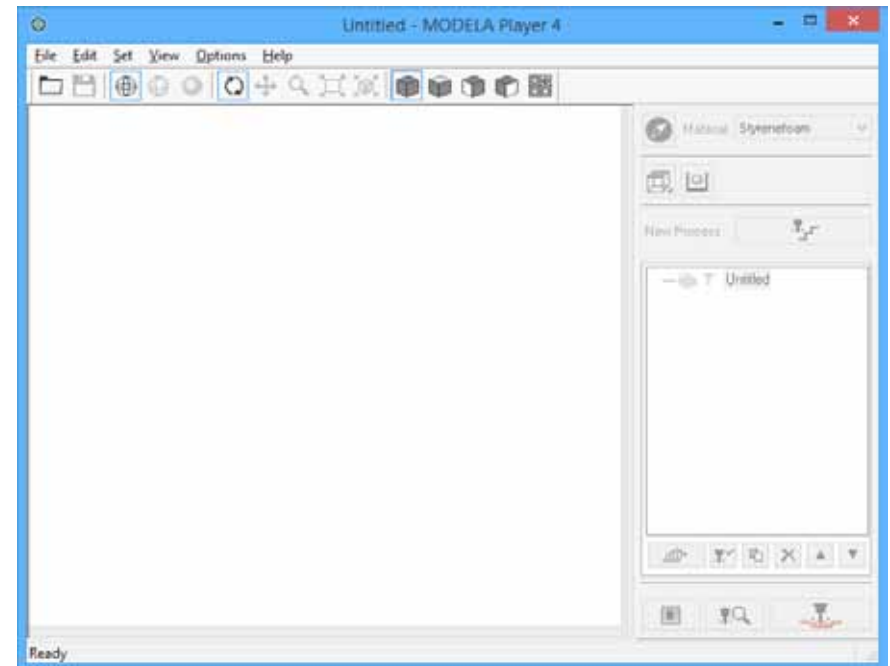 Untitled - MODELA Player 4
File Edit Set View Options Help
Material Styrenefoam
New Process
Untitled
Ready